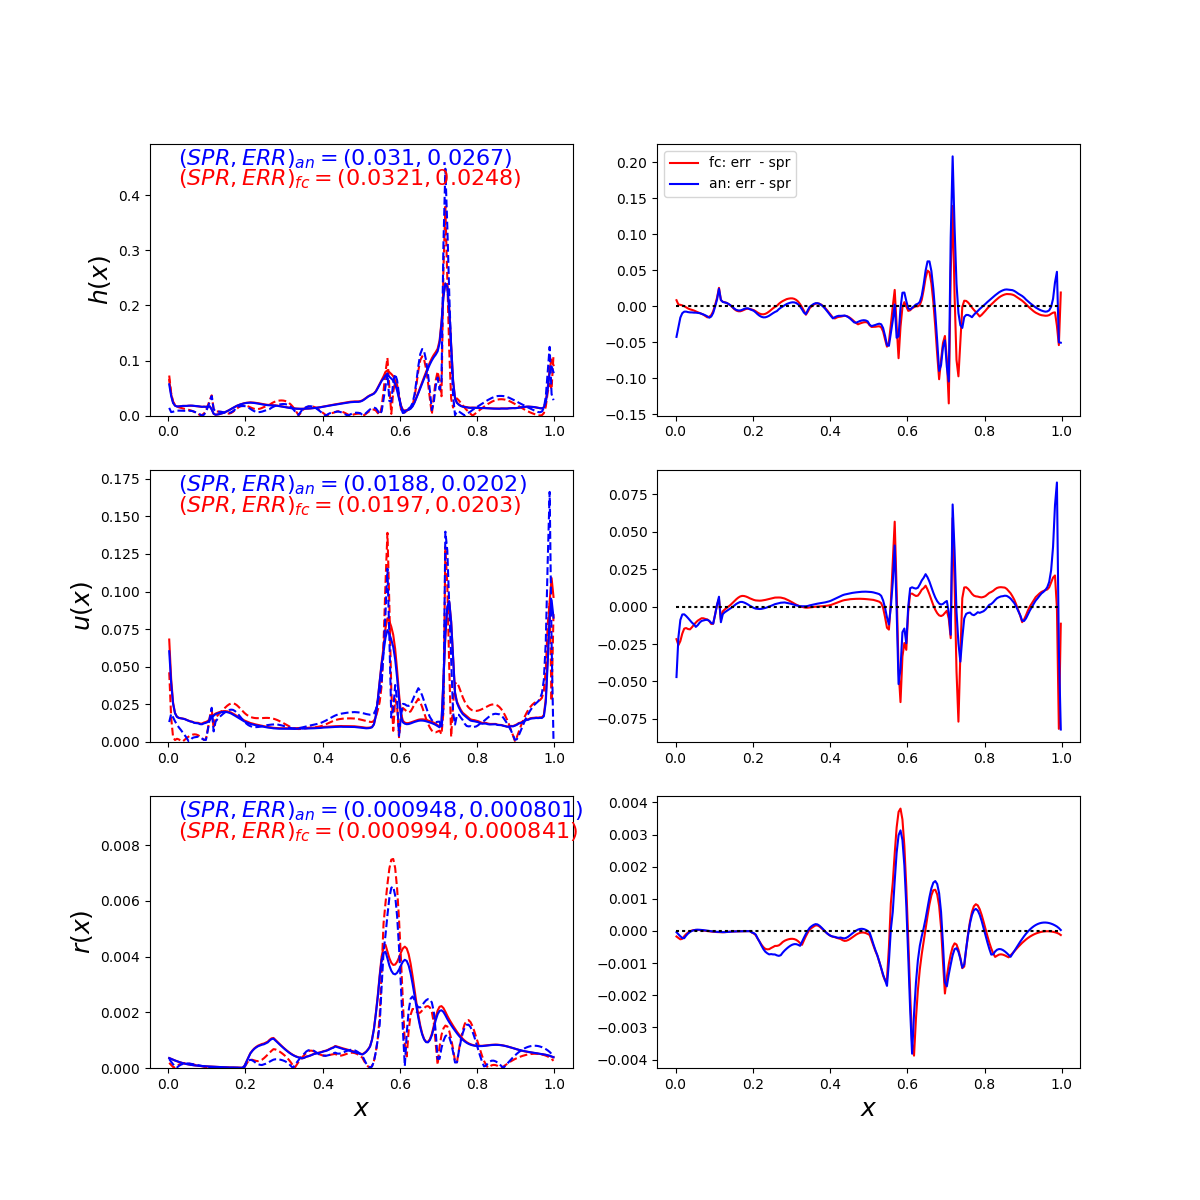 (SPR, ERR)an = (0.031, 0.0267)
(SPR, ERR)fc = (0.0321, 0.0248)
h(x)
0.4
0.3
0.2
0.1
0.0
0.0 0.2 0.4 0.6 0.8 1.0
fc: err - spr
an: err - spr
0.20
0.15
0.10
0.05
0.00
−0.05
−0.10
−0.15
0.0 0.2 0.4 0.6 0.8 1.0
(SPR, ERR)an = (0.0188, 0.0202)
(SPR, ERR)fc = (0.0197, 0.0203)
u(x)
0.175
0.150
0.125
0.100
0.075
0.050
0.025
0.000
0.0 0.2 0.4 0.6 0.8 1.0
0.075
0.050
0.025
0.000
−0.025
−0.050
−0.075
0.0 0.2 0.4 0.6 0.8 1.0
(SPR, ERR)an = (0.000948, 0.000801)
(SPR, ERR)fc = (0.000994, 0.000841)
r(x)
0.008
0.006
0.004
0.002
0.000
0.0 0.2 0.4 0.6 0.8 1.0
x
0.004
0.003
0.002
0.001
0.000
−0.001
−0.002
−0.003
−0.004
0.0 0.2 0.4 0.6 0.8 1.0
x